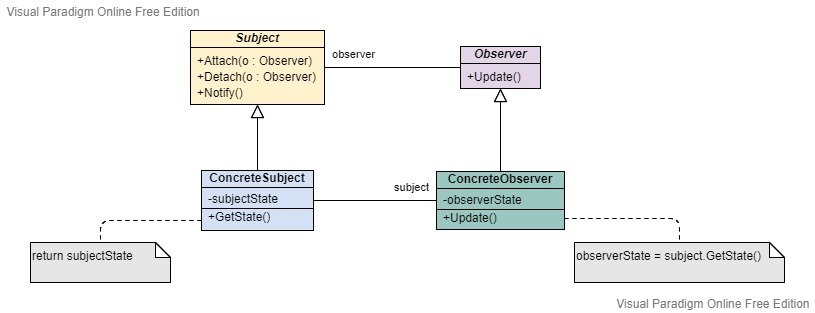 Visual Paradigm Online Free Edition
Subject
+Attach(o : Observer)
+Detach(o : Observer)
+Notify()
observer
Observer
+Update()
ConcreteSubject
-subjectState
+GetState()
subject
ConcreteObserver
-observerState
+Update()
return subjectState
observerState = subject.GetState()
Visual Paradigm Online Free Edition